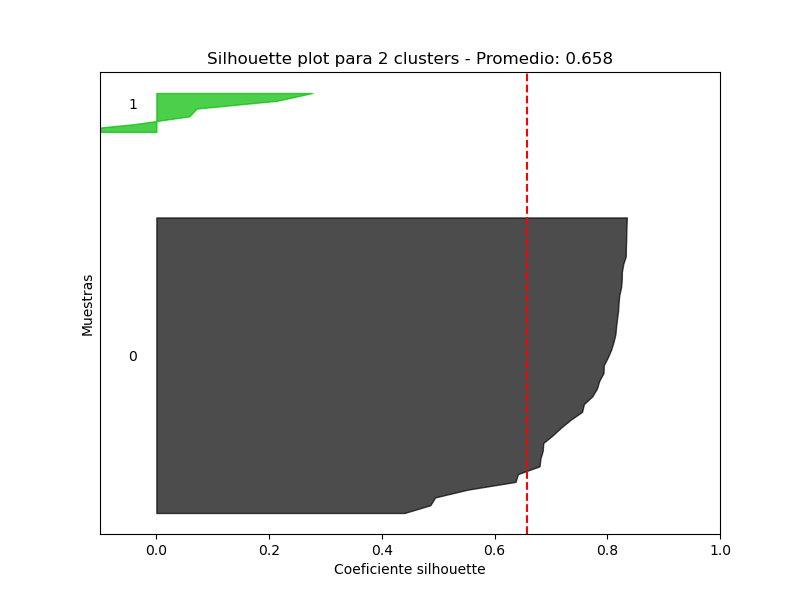 Silhouette plot para 2 clusters - Promedio: 0.658
1
0
Muestras
0.0 0.2 0.4 0.6 0.8 1.0
Coeficiente silhouette